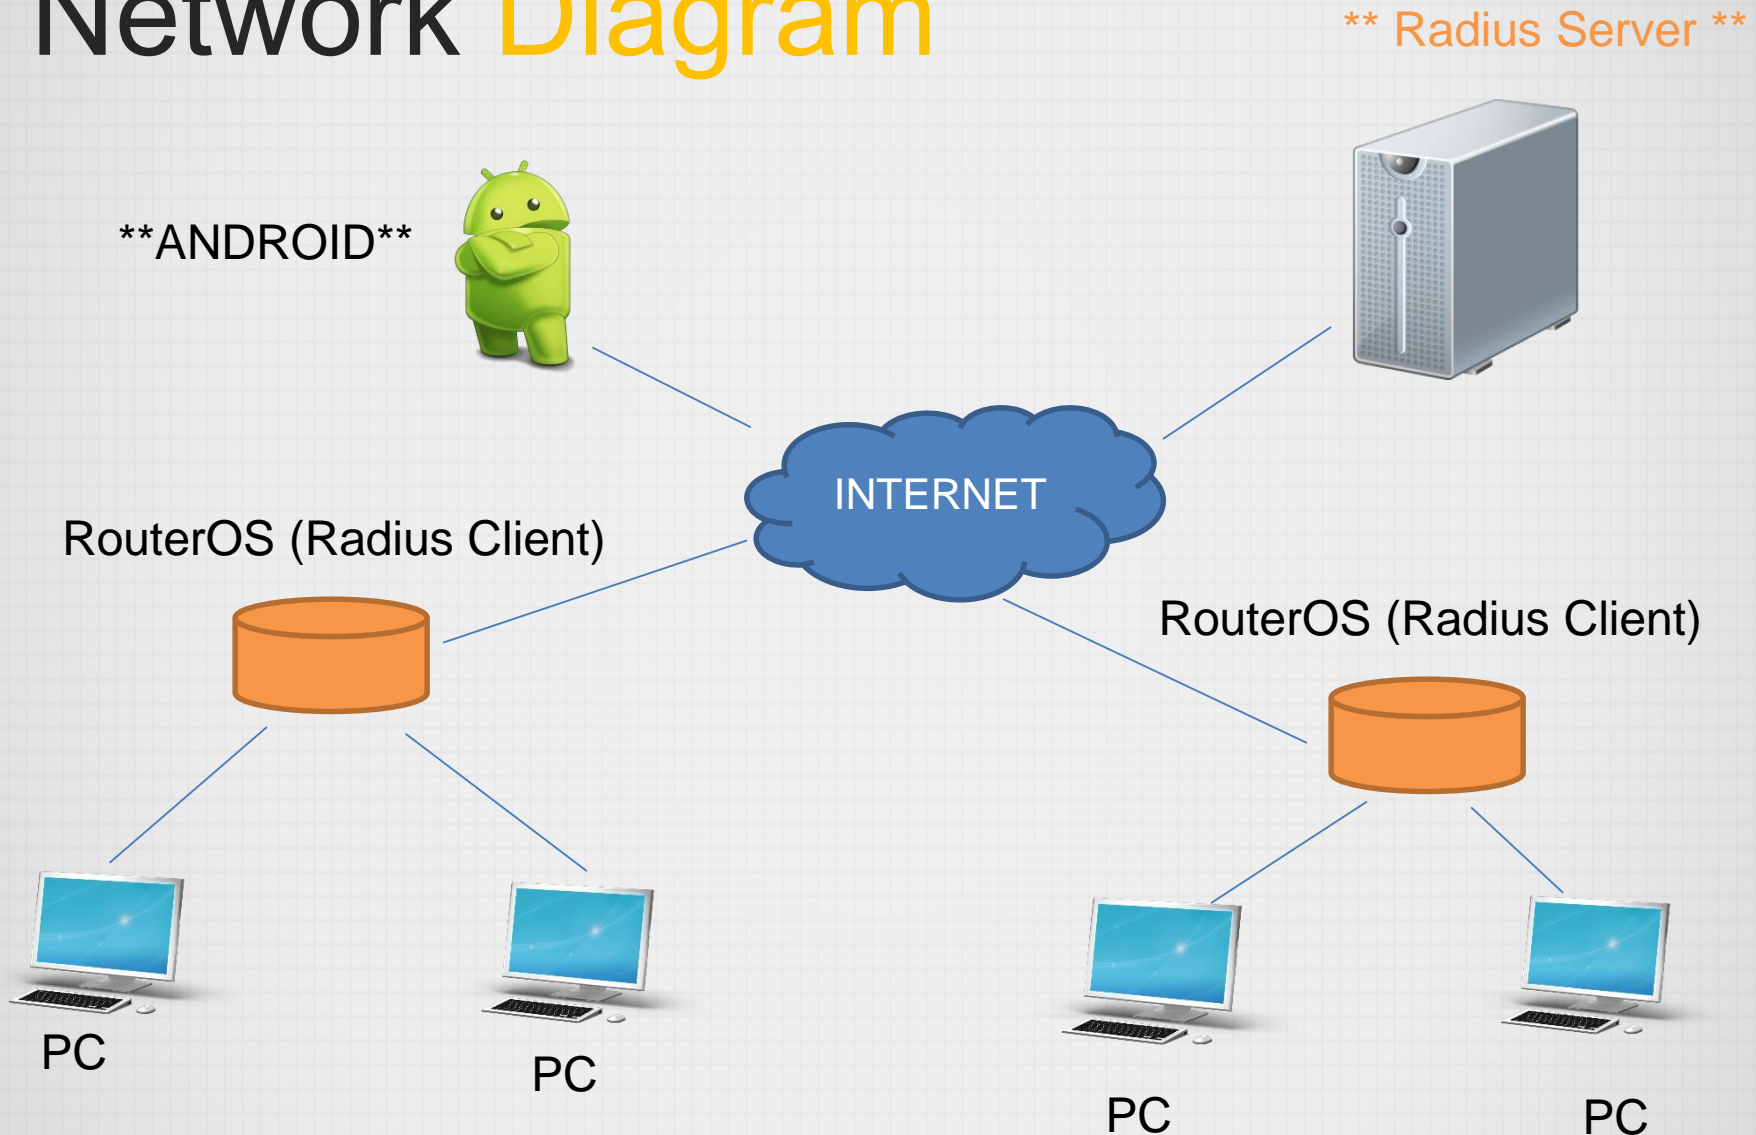 Network Diagram
** Radius Server **
**ANDROID**
INTERNET
RouterOS (Radius Client)
RouterOS (Radius Client)
PC
PC
PC
PC